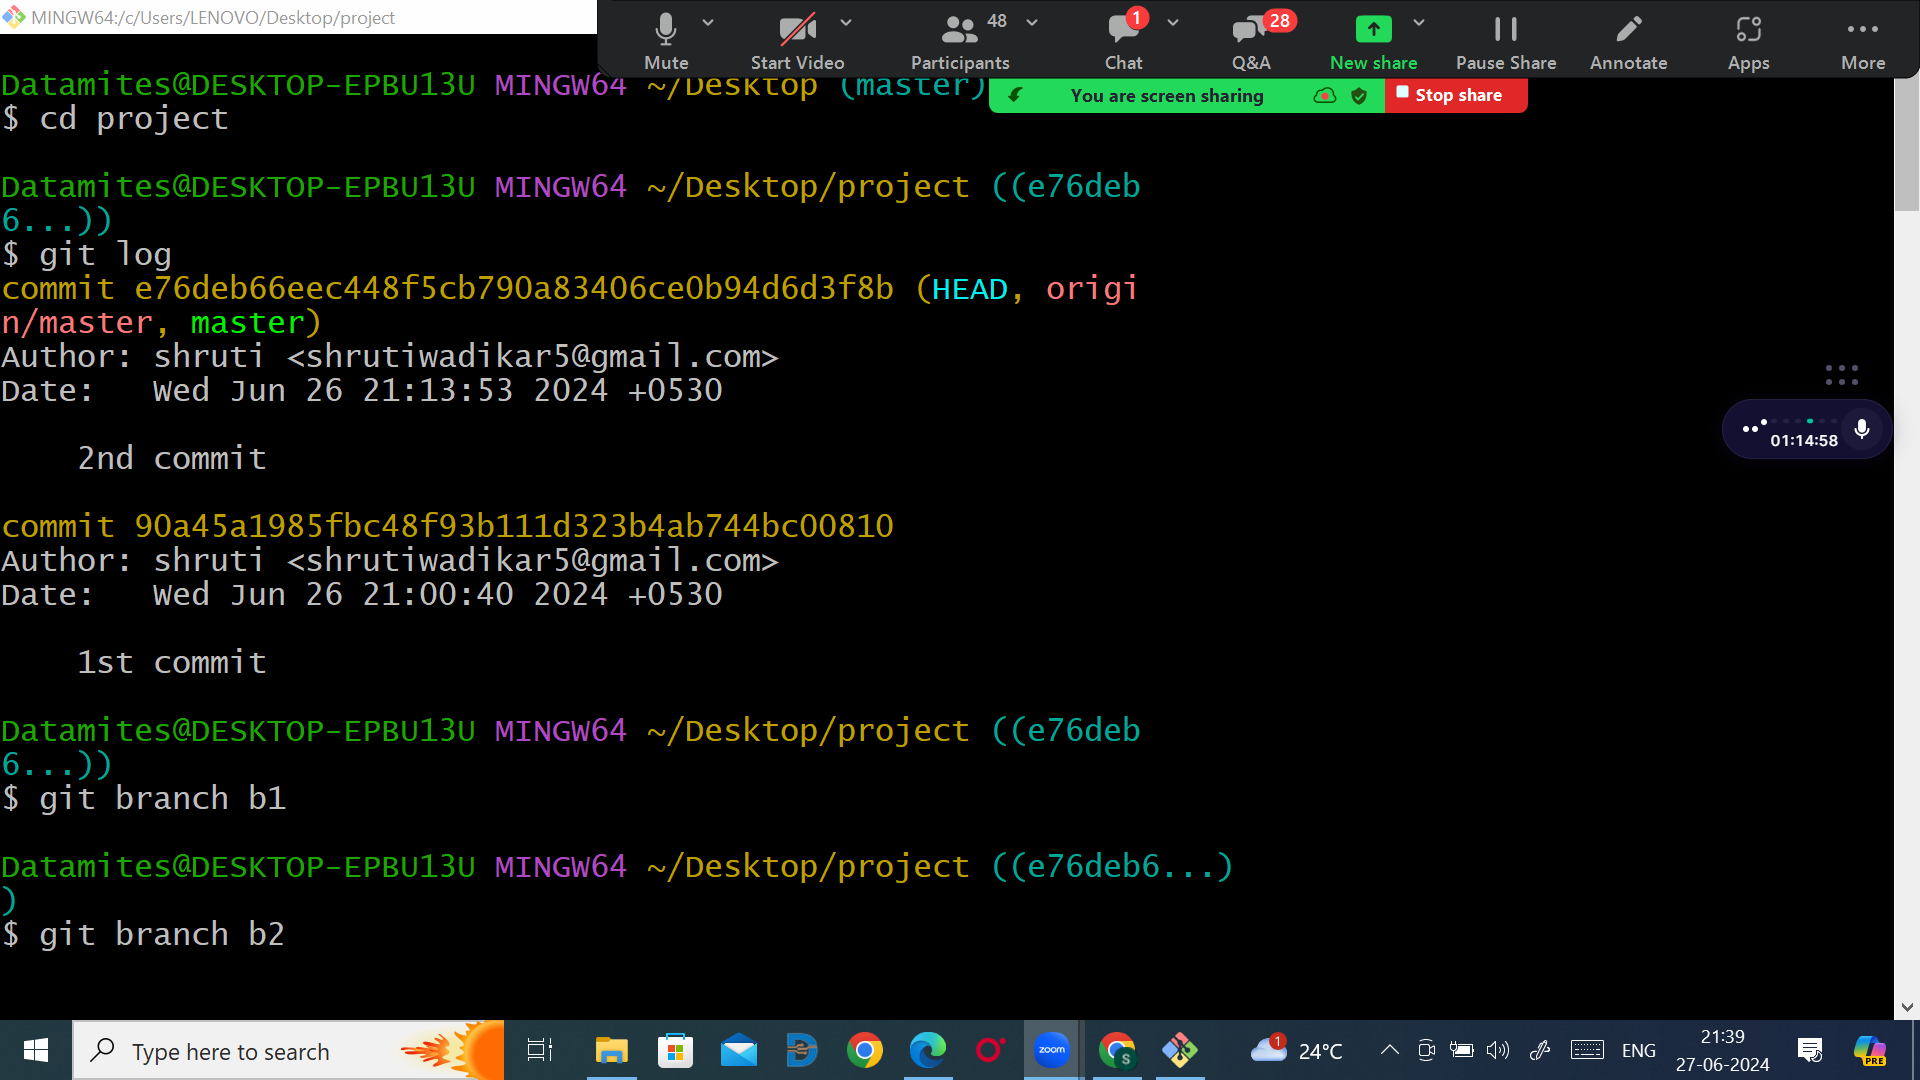 MINGW64:/c/Users/LENOVO/Desktop/project
Mute
Start Video
48
Participants
1
Chat
28
Q&A
New share
Pause Share
Annotate
Apps
More
You are screen sharing
Stop share
Datamites@DESKTOP-EPBU13U MINGW64 ~/Desktop (master)
$ cd project
Datamites@DESKTOP-EPBU13U MINGW64 ~/Desktop/project ((e76deb
6...))
$ git log
commit e76deb66eec448f5cb790a83406ce0b94d6d3f8b (HEAD, origi
n/master, master)
Author: shruti <shrutiwadikar5@gmail.com>
Date:   Wed Jun 26 21:13:53 2024 +0530
2nd commit
commit 90a45a1985fbc48f93b111d323b4ab744bc00810
Author: shruti <shrutiwadikar5@gmail.com>
Date:   Wed Jun 26 21:00:40 2024 +0530
1st commit
Datamites@DESKTOP-EPBU13U MINGW64 ~/Desktop/project ((e76deb
6...))
$ git branch b1
Datamites@DESKTOP-EPBU13U MINGW64 ~/Desktop/project ((e76deb6...)
)
$ git branch b2
01:14:58
Type here to search
zoom
S
1
24°C
ENG
21:39
27-06-2024
PRE